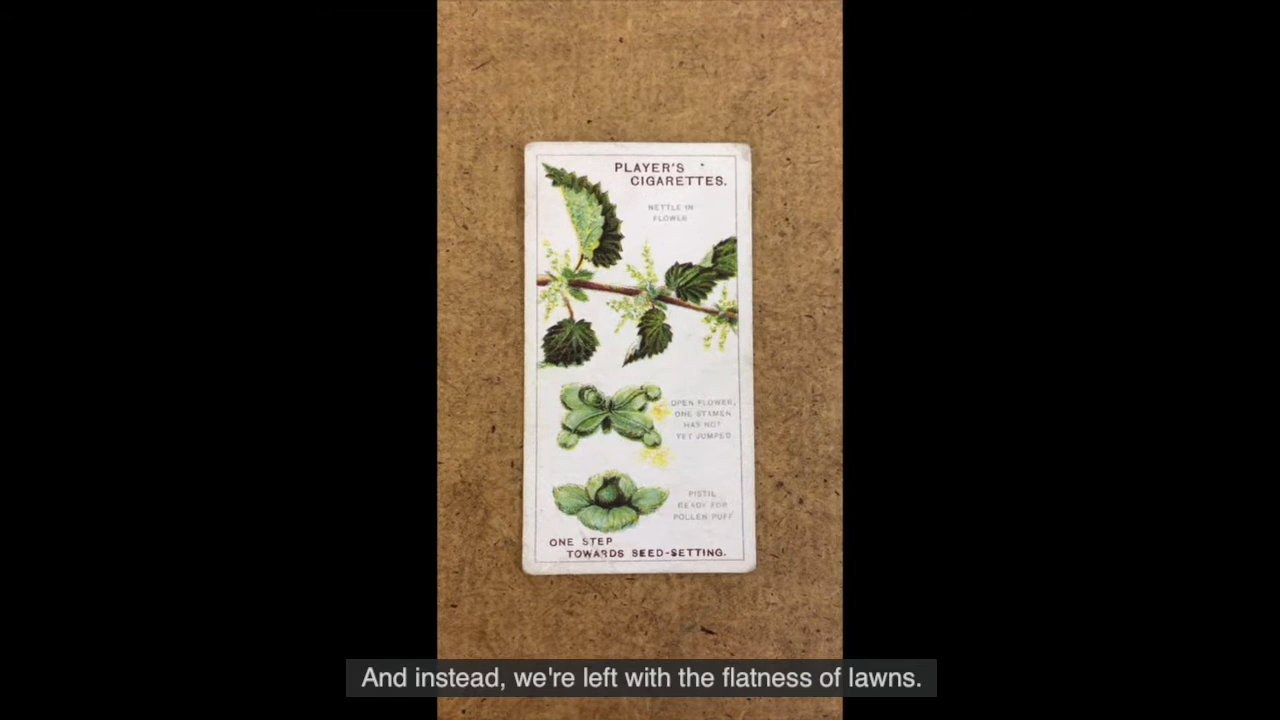 PLAYER'S
CIGARETTES.
NETTLE IN
FLOWER
OPEN FLOWER,
ONE STAMEN
HAS NOT
YET JUMPED
PISTIL
READY FOR
POLLEN PUFF
ONE STEP
TOWARDS SEED-SETTING.
And instead, we're left with the flatness of lawns.